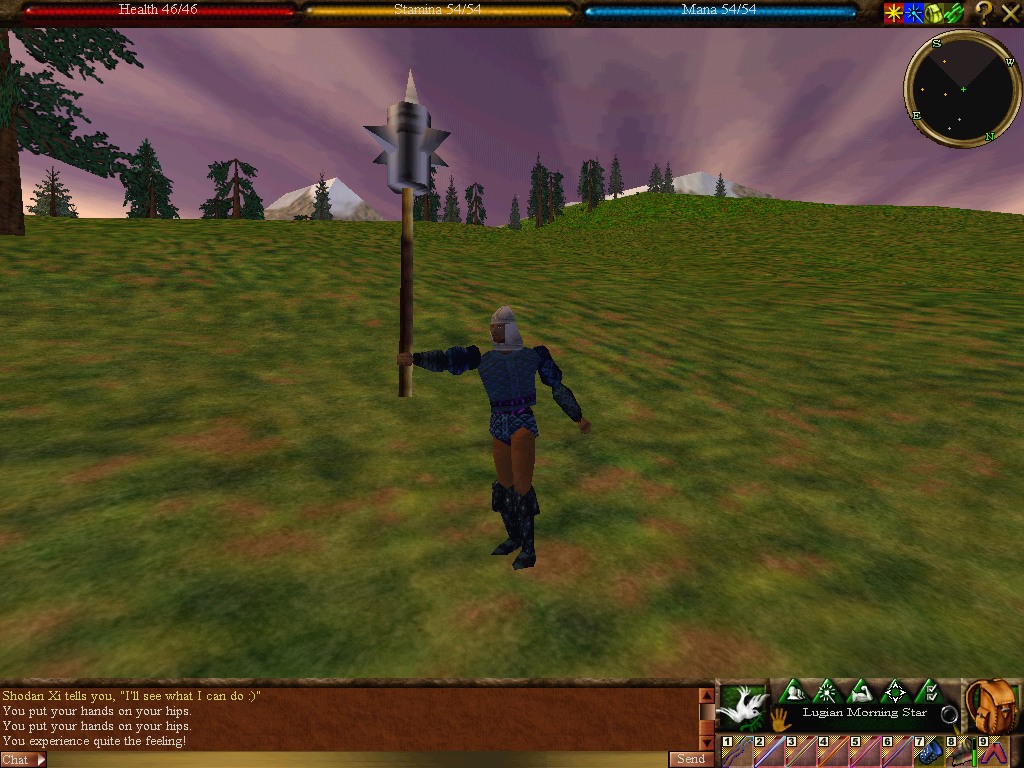 Health 46/46
Stamina 54/54
Mana 54/54
?
S
W
E
N
Shodan Xi tells you, "I'll see what I can do :)"
You put your hands on your hips.
You put your hands on your hips.
You experience quite the feeling!
Chat
Send
Lugian Morning Star
1 2 3 4 5 6 7 8 9